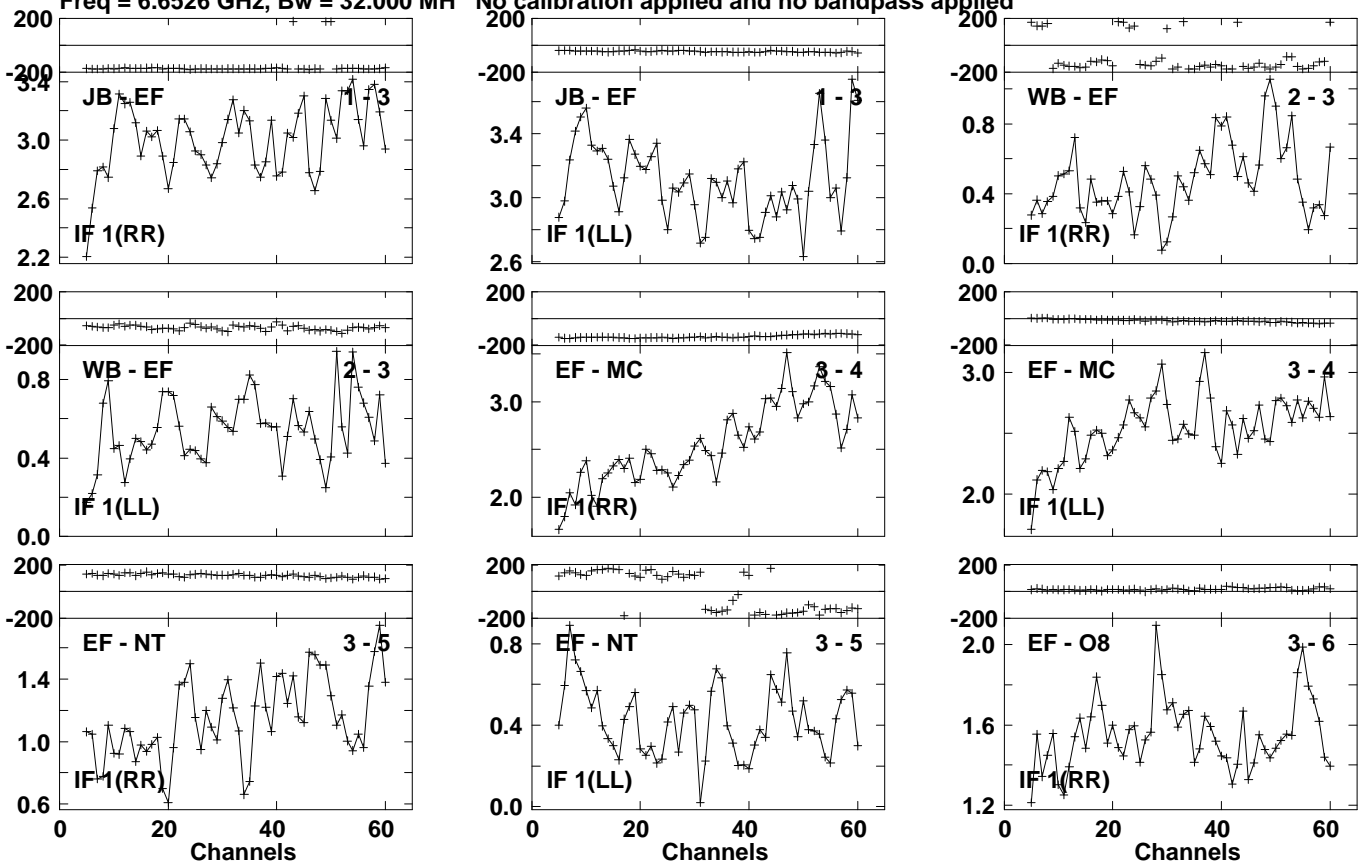 Freq = 6.6526 GHz, Bw = 32.000 MH No calibration applied and no bandpass applied
200
-200
3.4
3.0
2.6
2.2
JB - EF
1 - 3
IF 1(RR)
200
-200
3.4
3.0
2.6
JB - EF
1 - 3
IF 1(LL)
200
-200
0.8
0.4
0.0
WB - EF
2 - 3
IF 1(RR)
200
-200
0.8
0.4
0.0
WB - EF
2 - 3
IF 1(LL)
200
-200
3.0
2.0
EF - MC
3 - 4
IF 1(RR)
200
-200
3.0
2.0
EF - MC
3 - 4
IF 1(LL)
200
-200
1.4
1.0
0.6
EF - NT
3 - 5
IF 1(RR)
0 20 40 60
Channels
200
-200
0.8
0.4
0.0
EF - NT
3 - 5
IF 1(LL)
0 20 40 60
Channels
200
-200
2.0
1.6
1.2
EF - O8
3 - 6
IF 1(RR)
0 20 40 60
Channels